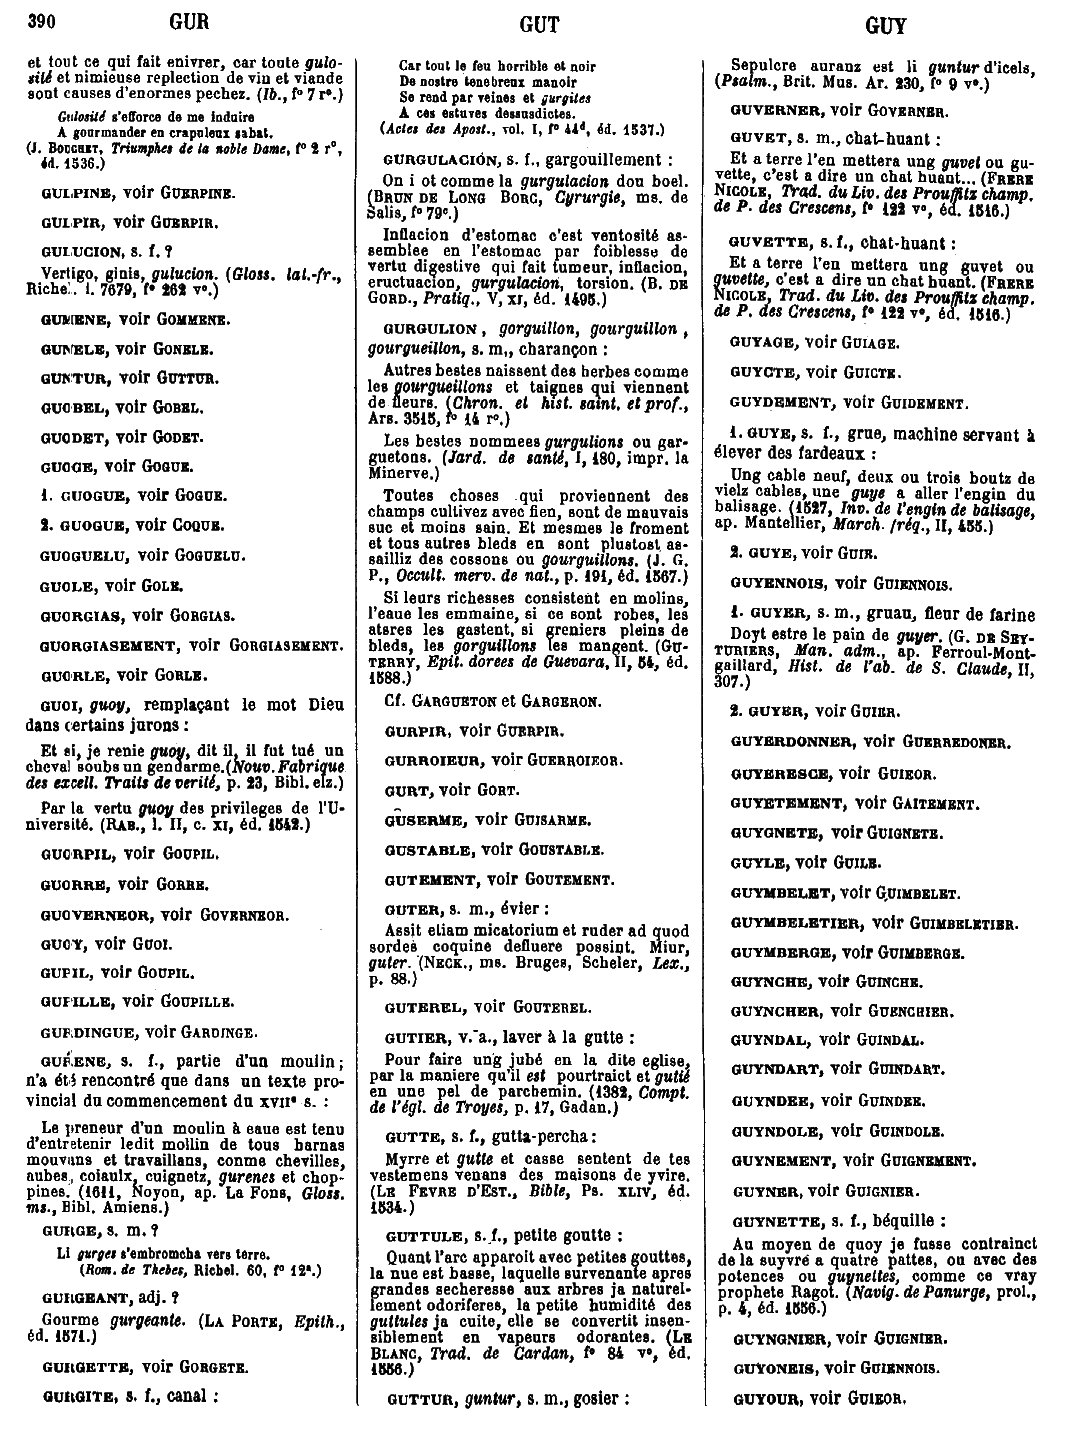 390 GUR GUT GUY
et tout ce qui fait enivrer, car toute gulo-
sité et nimieuse replection de vin et viande
sont causes d'enormes pechez. (Ib., f° 7 r°.)
Gulosité s'efforce de me induire
A gourmander en crapuleux sabat.
(J. BOUCHET, Triumphes de la noble Dame, f° 2 r°,
éd. 1536.)
GULPINE, voir GUERPINE.
GULPIR, voir GUERPIR.
GULUCION, s. f. ?
Vertigo, ginis, gulucion. (Gloss. lat.-fr.,
Richel. l. 7679, f° 262 v°.)
GUMENE, voir GOMMENE.
GUNELE, voir GONELE.
GUNTUR, voir GUTTUR.
GUOBEL, voir GOBEL.
GUODET, voir GODET.
GUOGE, voir GOGUE.
1. GUOGUE, voir GOGUE.
2. GUOGUE, voir COQUE.
GUOGUELU, voir GOGUELU.
GUOLE, voir GOLE.
GUORGIAS, voir GORGIAS.
GUORGIASEMENT, voir GORGIASEMENT.
GUORLE, voir GORLE.
GUOI, guoy, remplaçant le mot Dieu
dans certains jurons :
Et si, je renie guoy, dit il, il fut tué un
cheval soubs un gendarme. (Nouv. Fabrique
des excell. Traits de verité, p. 23, Bibl. elz.)
Par la vertu guoy des privileges de l'U-
niversité. (RAB., l. II, c. XI, éd. 1542.)
GUORPIL, voir GOUPIL.
GUORRE, voir GORRE.
GUOVERNEOR, voir GOVERNEOR.
GUOY, voir GUOI.
GUPIL, voir GOUPIL.
GUPILLE, voir GOUPILLE.
GURDINGUE, voir GARDINGE.
GURENE, s. f., partie d'un moulin ;
n'a été rencontré que dans un texte pro-
vincial du commencement du XVIIe s. :
Le preneur d'un moulin à eaue est tenu
d'entretenir ledit mollin de tous barnas
mouvans et travaillans, conme chevilles,
aubes, coiaulx, cuignetz, gurenes et chop-
pines. (1611, Noyon, ap. La Fons, Gloss.
ms., Bibl. Amiens.)
GURGE, s. m. ?
Li gurges s'embromcha vers terre.
(Rom. de Thebes, Richel. 60, f° 12ª.)
GURGEANT, adj. ?
Gourme gurgeante. (LA PORTE, Epith.,
éd. 1571.)
GURGETTE, voir GORGETE.
GURGITE, s. f., canal :
Car tout le feu horrible et noir
De nostre tenebreux manoir
Se rend par veines et gurgites
A ces estuves dessusdictes.
(Actes des Apost., vol. I, f° 44d, éd. 1537.)
GURGULACION, s. f., gargouillement :
On i ot comme la gurgulacion dou boel.
(BRUN DE LONG BORC, Cyrurgie, ms. de
Salis, f° 79c.)
Inflacion d'estomac c'est ventosité as-
semblee en l'estomac par foiblesse de
vertu digestive qui fait tumeur, inflacion,
eructuacion, gurgulacion, torsion. (B. DE
GORD., Pratiq., V, XI, éd. 1495.)
GURGULION, gorguillon, gourguillon,
gourgueillon, s. m., charançon :
Autres bestes naissent des herbes comme
les gourgueillons et taignes qui viennent
de fleurs. (Chron. et hist. saint. et prof.,
Ars. 3515, f° 14 r°.)
Les bestes nommees gurgulions ou gar-
guetons. (Jard. de santé, I, 180, impr. la
Minerve.)
Toutes choses qui proviennent des
champs cultivez avec fien, sont de mauvais
suc et moins sain. Et mesmes le froment
et tous autres bleds en sont plustost as-
sailliz des cossons ou gourguillons. (J. G.
P., Occult. merv. de nat., p. 191, éd. 1567.)
Si leurs richesses consistent en molins,
l'eaue les emmaine, si ce sont robes, les
atsres les gastent, si greniers pleins de
bleds, les gorguillons les mangent. (GU-
TERRY, Epit. dorees de Guevara, II, 54, éd.
1588.)
Cf. GARGUETON et GARGERON.
GURPIR, voir GUERPIR.
GURROIEUR, voir GUERROIEOR.
GURT, voir GORT.
GUSERME, voir GUISARME.
GUSTABLE, voir GOUSTABLE.
GUTEMENT, voir GOUTEMENT.
GUTER, s. m., évier :
Assit etiam micatorium et ruder ad quod
sordes coquine defluere possint. Miur,
guter. (NECK., ms. Bruges, Scheler, Lex.,
p. 88.)
GUTEREL, voir GOUTEREL.
GUTIER, v. a., laver à la gutte :
Pour faire ung jubé en la dite eglise,
par la maniere qu'il est pourtraict et gutié
en une pel de parchemin. (1382, Compt.
de l'égl. de Troyes, p. 17, Gadan.)
GUTTE, s. f., gutta-percha :
Myrre et gutte et casse sentent de tes
vestemens venans des maisons de yvire.
(LE FEVRE D'EST., Bible, Ps. XLIV, éd.
1534.)
GUTTULE, s. f., petite goutte :
Quant l'arc apparoit avec petites gouttes,
la nue est basse, laquelle survenante apres
grandes secheresse aux arbres ja naturel-
lement odoriferes, la petite humidité des
guttules ja cuite, elle se convertit insen-
siblement en vapeurs odorantes. (LE
BLANC, Trad. de Cardan, f° 84 v°, éd.
1556.)
GUTTUR, guntur, s. m., gosier :
Sepulcre auranz est li guntur d'icels,
(Psalm., Brit. Mus. Ar. 230, f° 9 v°.)
GUVERNER, voir GOVERNER.
GUVET, s. m., chat-huant :
Et a terre l'en mettera ung guvet ou gu-
vette, c'est a dire un chat huant... (FRERE
NICOLE, Trad. du Liv. des Prouffitz champ.
de P. des Crescens, f° 122 v°, éd. 1516.)
GUVETTE, s. f., chat-huant :
Et a terre l'en mettera ung guvet ou
guvette, c'est a dire un chat huant. (FRERE
NICOLE, Trad. du Liv. des Prouffitz champ.
de P. des Crescens, f° 122 v°, éd. 1516.)
GUYAGE, voir GUIAGE.
GUYCTE, voir GUICTE.
GUYDEMENT, voir GUIDEMENT.
1. GUYE, s. f., grue, machine servant à
élever des fardeaux :
Ung cable neuf, deux ou trois boutz de
vielz cables, une guye a aller l'engin du
balisage. (1527, Inv. de l'engin de balisage,
ap. Mantellier, March. fréq., II, 455.)
2. GUYE, voir GUIR.
GUYENNOIS, voir GUIENNOIS.
1. GUYER, s. m., gruau, fleur de farine
Doyt estre le pain de guyer. (G. DE SEY-
TURIERS, Man. adm., ap. Ferroul-Mont-
gaillard, Hist. de l'ab. de S. Claude, II,
307.)
2. GUYER, voir GUIER.
GUYERDONNER, voir GUERREDONER.
GUYERESCE, voir GUIEOR.
GUYETEMENT, voir GAITEMENT.
GUYGNETE, voir GUIGNETE.
GUYLE, voir GUILE.
GUYMBELET, voir GUIMBELET.
GUYMBELETIER, voir GUIMBELETIER.
GUYMBERGE, voir GUIMBERGE.
GUYNCHE, voir GUINCHE.
GUYNCHER, voir GUENCHIER.
GUYNDAL, voir GUINDAL.
GUYNDART, voir GUINDART.
GUYNDEE, voir GUINDEE.
GUYNDOLE, voir GUINDOLE.
GUYNEMENT, voir GUIGNEMENT.
GUYNER, voir GUIGNIER.
GUYNETTE, s. f., béquille :
Au moyen de quoy je fusse contrainct
de la suyvre a quatre pattes, ou avec des
potences ou guynettes, comme ce vray
prophete Ragot. (Navig. de Panurge, prol.,
p. 4, éd. 1556.)
GUYNGNIER, voir GUIGNIER.
GUYONEIS, voir GUIENNOIS.
GUYOUR, voir GUIEOR.